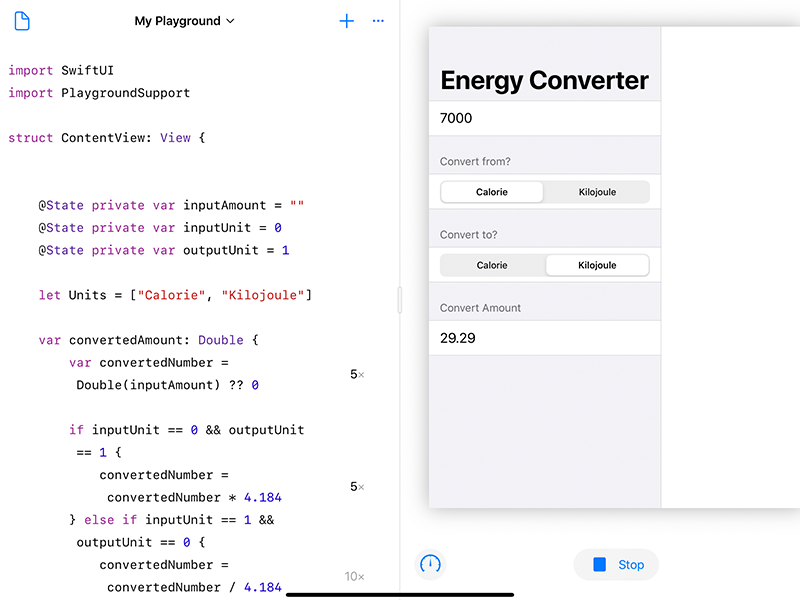 My Playground
import SwiftUI
import PlaygroundSupport
struct ContentView: View {
@State private var inputAmount = ""
@State private var inputUnit = 0
@State private var outputUnit = 1
let Units = ["Calorie", "Kilojoule"]
var convertedAmount: Double {
var convertedNumber =
Double(inputAmount) ?? 0
5×
if inputUnit == 0 && outputUnit
== 1 {
convertedNumber =
convertedNumber * 4.184
5×
} else if inputUnit == 1 &&
outputUnit == 0 {
convertedNumber =
convertedNumber / 4.184
10×
Energy Converter
7000
Convert from?
Calorie Kilojoule
Convert to?
Calorie Kilojoule
Convert Amount
29.29
Stop